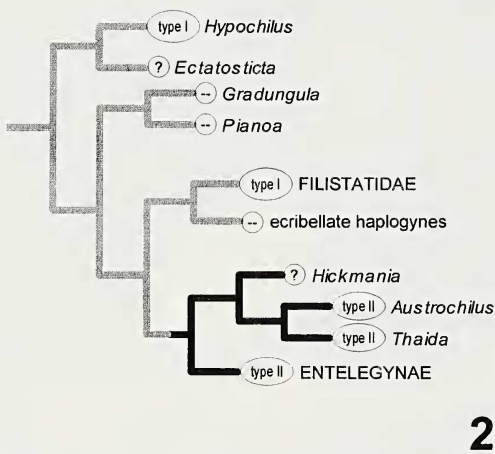 type I Hypochilus
? Ectatosticta
-- Gradungula
-- Pianoa
type I FILISTATIDAE
-- ecribellate haplogynes
? Hickmania
type II Austrochilus
type II Thaida
type II ENTELEGYNAE
2